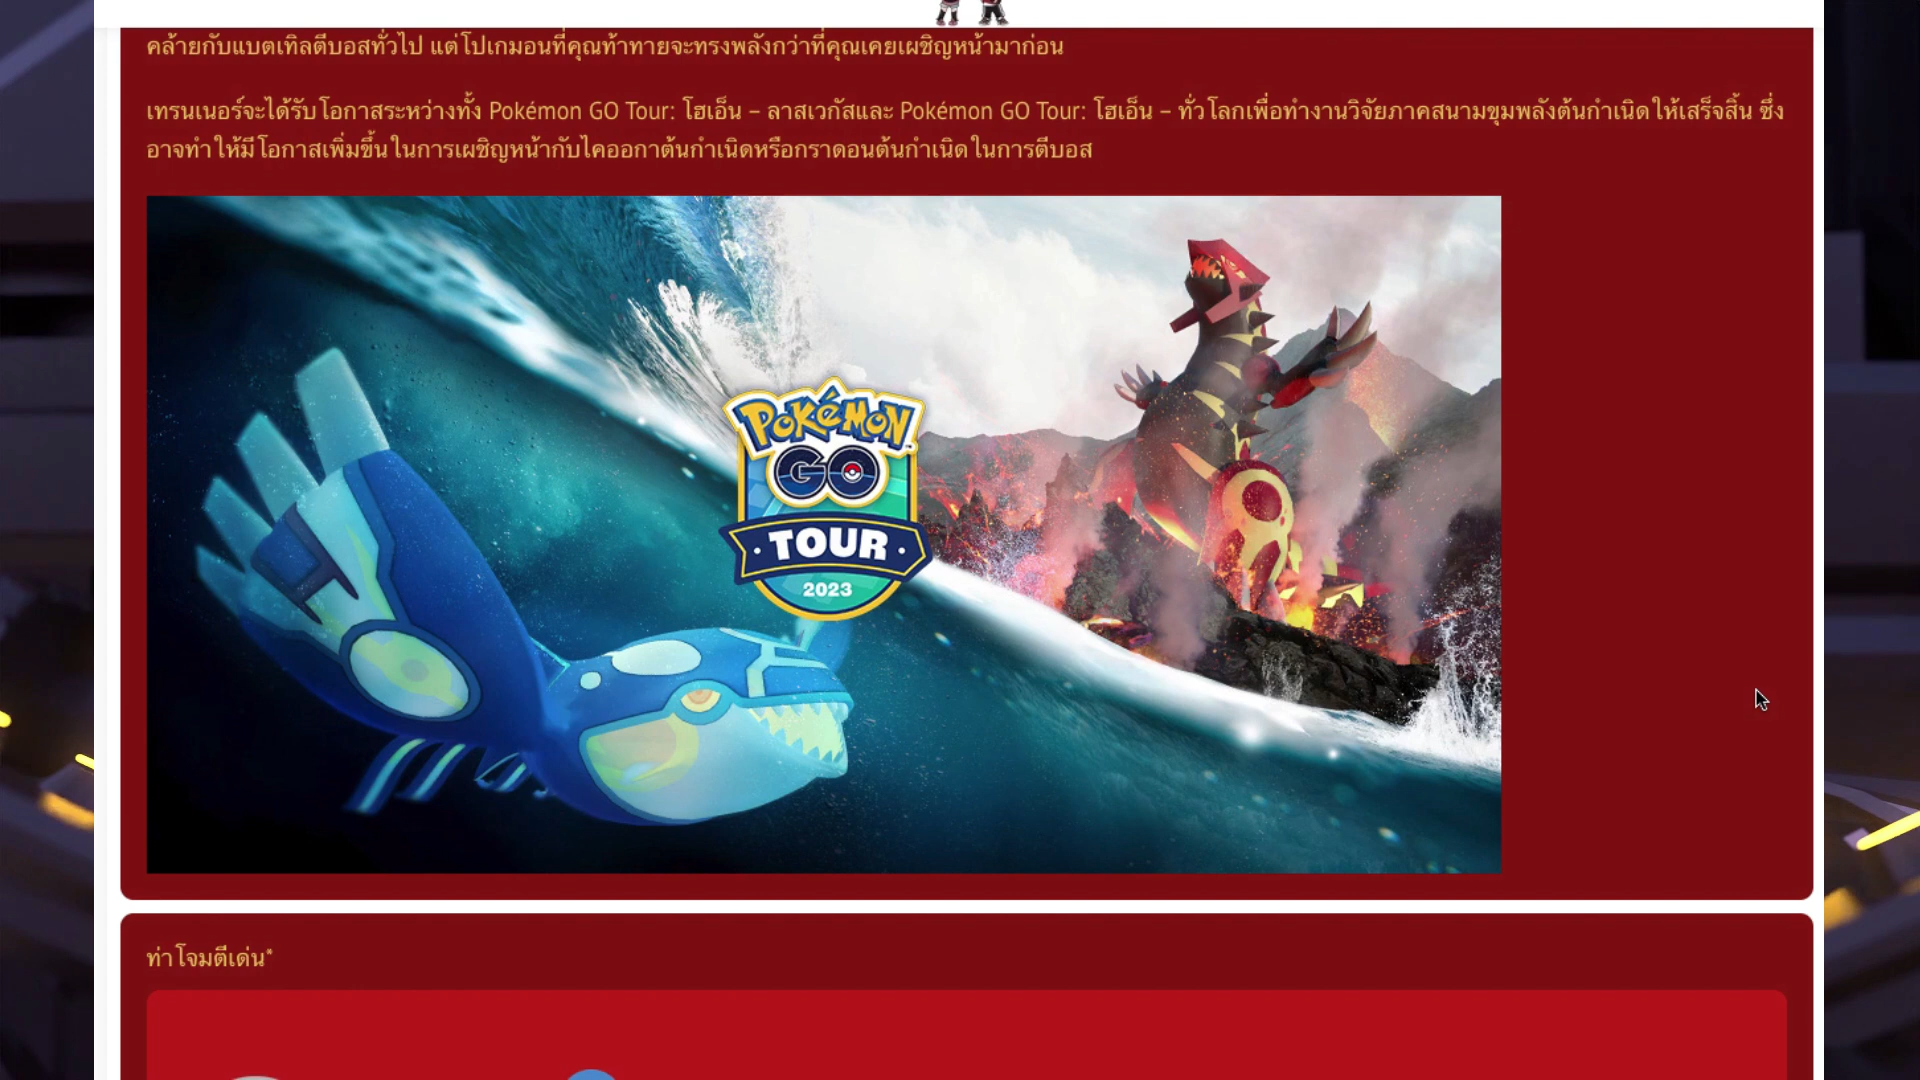 คล้ายกับแบตเทิลตีบอสทั่วไป แต่โปเกมอนที่คุณท้าทายจะทรงพลังกว่าที่คุณเคยเผชิญหน้ามาก่อน
เทรนเนอร์จะได้รับโอกาสระหว่างทั้ง Pokémon GO Tour: โฮเอ็น – ลาสเวกัสและ Pokémon GO Tour: โฮเอ็น – ทั่วโลกเพื่อทำงานวิจัยภาคสนามขุมพลังต้นกำเนิดให้เสร็จสิ้น ซึ่ง
อาจทำให้มีโอกาสเพิ่มขึ้นในการเผชิญหน้ากับไคออกาต้นกำเนิดหรือกราดอนต้นกำเนิดในการตีบอส
POKéMON
GO
TOUR
2023
ท่าโจมตีเด่น*